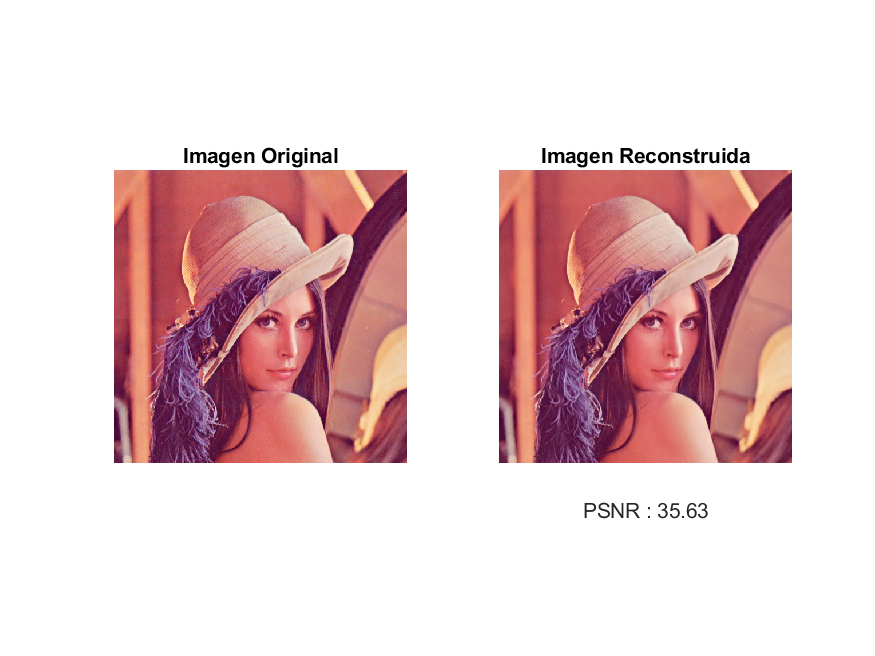 Imagen Original
Imagen Reconstruida
PSNR : 35.63